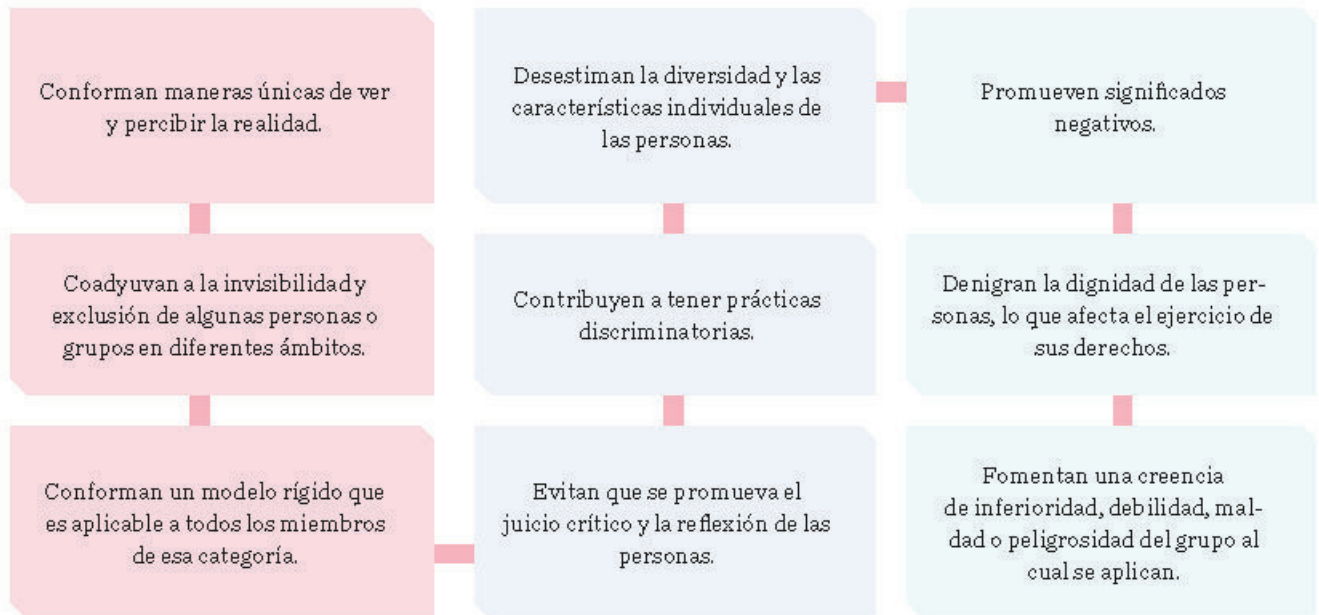 Conforman maneras únicas de ver
y percibir la realidad.
Coadyuvan a la invisibilidad y
exclusión de algunas personas o
grupos en diferentes ámbitos.
Conforman un modelo rígido que
es aplicable a todos los miembros
de esa categoría.
Evitan que se promueva el
juicio crítico y la reflexión de las
personas.
Contribuyen a tener prácticas
discriminatorias.
Desestiman la diversidad y las
características individuales de
las personas.
Promueven significados
negativos.
Denigran la dignidad de las per-
sonas, lo que afecta el ejercicio de
sus derechos.
Fomentan una creencia
de inferioridad, debilidad, mal-
dad o peligrosidad del grupo al
cual se aplican.